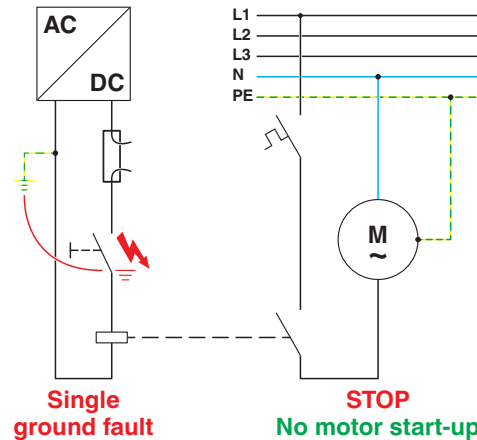 AC
DC
L1
L2
L3
N
PE
M
~
Single
ground fault
STOP
No motor start-up